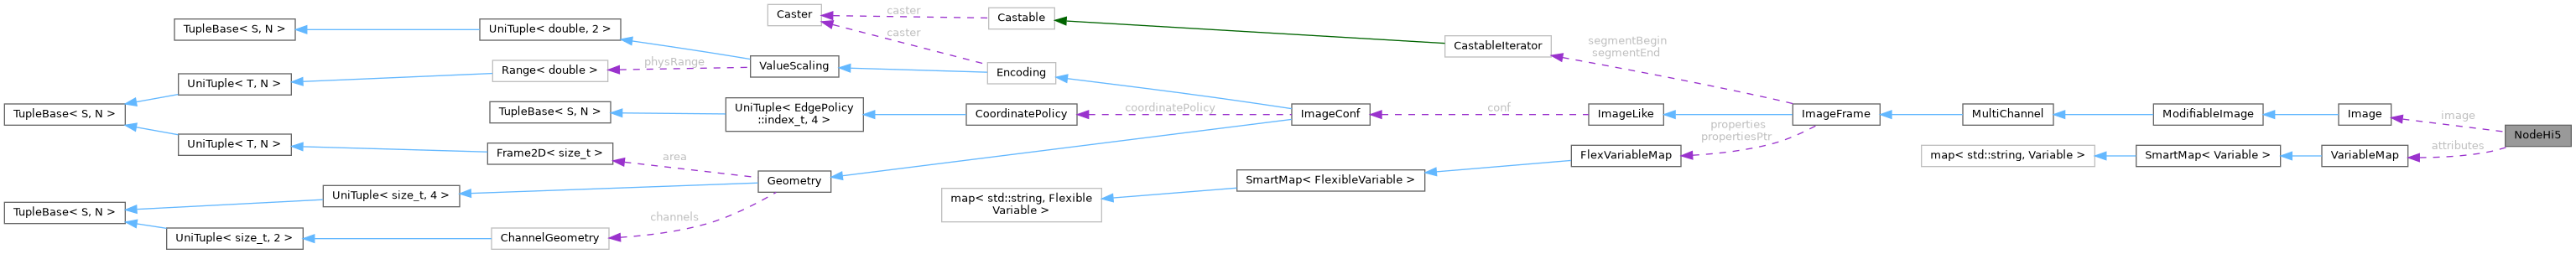 TupleBase< S, N >
UniTuple< double, 2 >
Caster
caster
Castable
caster
CastableIterator
segmentBegin
segmentEnd
UniTuple< T, N >
Range< double >
physRange
ValueScaling
Encoding
TupleBase< S, N >
TupleBase< S, N >
UniTuple< EdgePolicy
::index_t, 4 >
CoordinatePolicy
coordinatePolicy
ImageConf
conf
ImageLike
ImageFrame
MultiChannel
ModifiableImage
Image
image
NodeHi5
properties
propertiesPtr
UniTuple< T, N >
Frame2D< size_t >
area
FlexVariableMap
map< std::string, Variable >
SmartMap< Variable >
VariableMap
attributes
Geometry
SmartMap< FlexibleVariable >
map< std::string, Flexible
Variable >
UniTuple< size_t, 4 >
TupleBase< S, N >
channels
UniTuple< size_t, 2 >
ChannelGeometry